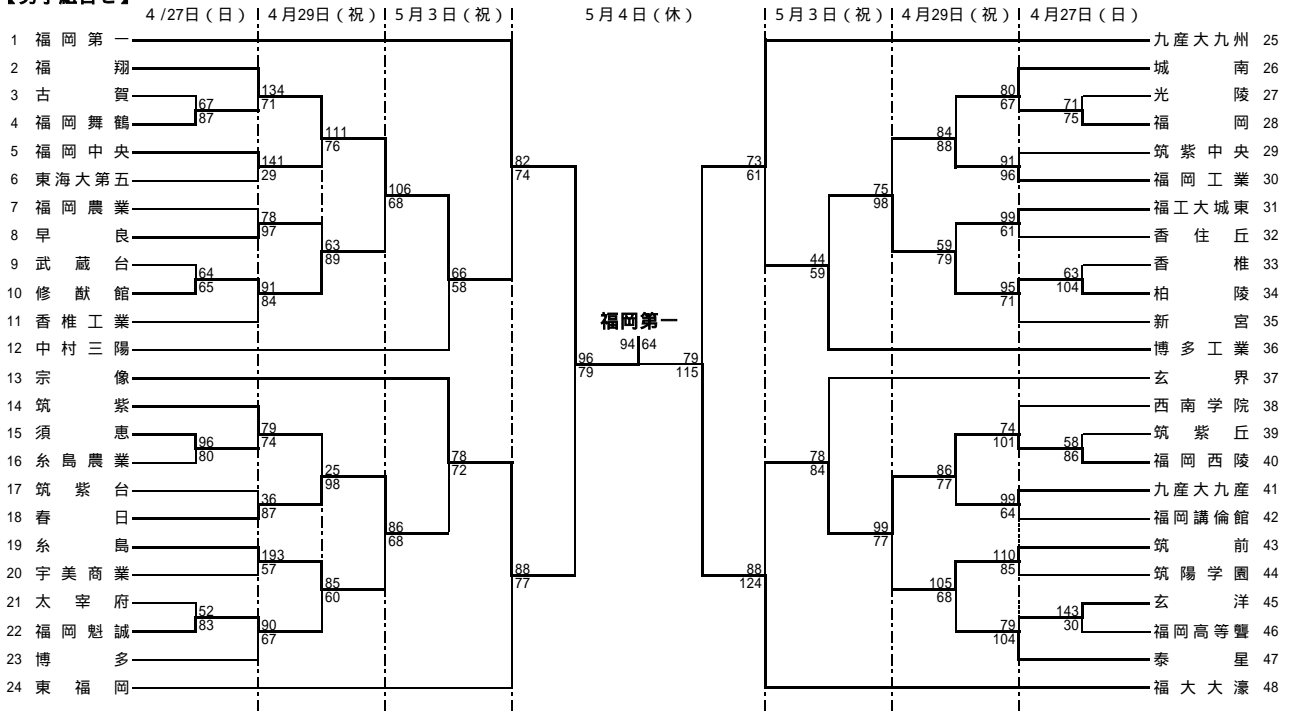 【男子組合せ】
4/27日(日) 4月29日(祝) 5月3日(祝) 5月4日(休) 5月3日(祝) 4月29日(祝) 4月27日(日)
1 福岡第一 九産大九州 25
2 福翔 城南 26
3 古賀 134 80 光陵 27
67 71 67 71
4 福岡舞鶴 87 75 福岡 28
111 84
5 福岡中央 76 88 筑紫中央 29
141 82 73 91
6 東海大第五 29 74 61 96 福岡工業 30
106 75
7 福岡農業 68 98 福工大城東 31
78 99
8 早良 97 61 香住丘 32
63 59
9 武蔵台 89 44 79 香椎 33
64 66 59 63
10 修猷館 65 91 58 95 104 柏陵 34
84 71
11 香椎工業 福岡第一 新宮 35
94 64
12 中村三陽 96 79 博多工業 36
79 115
13 宗像 玄界 37
14 筑紫 西南学院 38
79 74
15 須恵 96 74 101 58 筑紫丘 39
16 糸島農業 80 78 78 86 福岡西陵 40
25 72 84 86
17 筑紫台 98 77 九産大九産 41
36 99
18 春日 87 64 福岡講倫館 42
86 99
19 糸島 68 77 筑前 43
193 110
20 宇美商業 57 88 88 85 筑陽学園 44
85 77 124 105
21 太宰府 60 68 玄洋 45
52 143
22 福岡魁誠 83 90 79 30 福岡高等聾 46
67 104
23 博多 泰星 47
24 東福岡 福大大濠 48